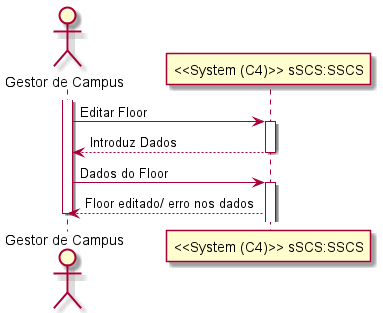 Gestor de Campus
<<System (C4)>> sSCS:SSCS
Editar Floor
Introduz Dados
Dados do Floor
Floor editado/ erro nos dados
Gestor de Campus
<<System (C4)>> sSCS:SSCS